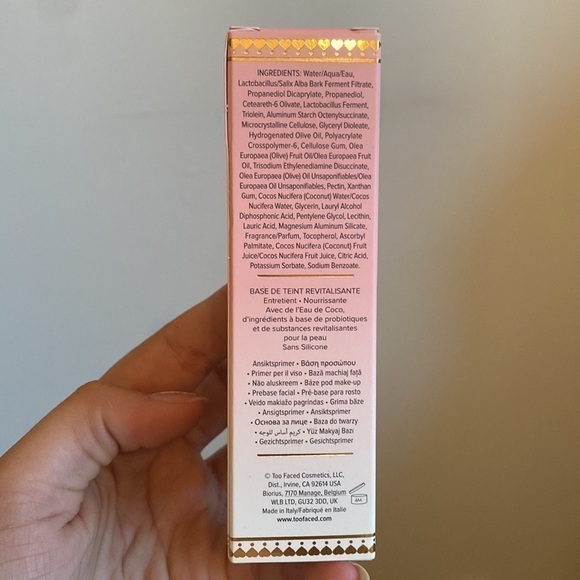 INGREDIENTS: Water/Aqua/Eau,
Lactobacillus/Salix Alba Bark Ferment Filtrate,
Propanediol Dicaprylate, Propanediol,
Ceteareth-6 Olivate, Lactobacillus Ferment,
Triolein, Aluminum Starch Octenylsuccinate,
Microcrystalline Cellulose, Glyceryl Dioleate,
Hydrogenated Olive Oil, Polyacrylate
Crosspolymer-6, Cellulose Gum, Olea
Europaea (Olive) Fruit Oil/Olea Europaea Fruit
Oil, Trisodium Ethylenediamine Disuccinate,
Olea Europaea (Olive) Oil Unsaponifiables/Olea
Europaea Oil Unsaponifiables, Pectin, Xanthan
Gum, Cocos Nucifera (Coconut) Water/Cocos
Nucifera Water, Glycerin, Lauryl Alcohol
Diphosphonic Acid, Pentylene Glycol, Lecithin,
Lauric Acid, Magnesium Aluminum Silicate,
Fragrance/Parfum, Tocopherol, Ascorbyl
Palmitate, Cocos Nucifera (Coconut) Fruit
Juice/Cocos Nucifera Fruit Juice, Citric Acid,
Potassium Sorbate, Sodium Benzoate.
BASE DE TEINT REVITALISANTE
Entretient • Nourrissante
Avec de l'Eau de Coco,
d'ingrédients à base de probiotiques
et de substances revitalisantes
pour la peau
Sans Silicone
Ansiktsprimer • Βάση προσώπου
• Primer per il viso • Bază machiaj față
• Não aluskreem • Báze pod make-up
• Prebase facial • Pré-base para rosto
• Veido makiažo pagrindas • Grima bāze
• Ansigtsprimer • Ansiktsprimer
• Основа за лице • Baza do twarzy
• كريم أساس للوجه • Yüz Makyaj Bazı
• Gezichtsprimer • Gesichtsprimer
© Too Faced Cosmetics, LLC,
Dist., Irvine, CA 92614 USA
Biorius, 7170 Manage, Belgium
WLB LTD, GU32 3DD, UK
Made in Italy/Fabriqué en Italie
www.toofaced.com